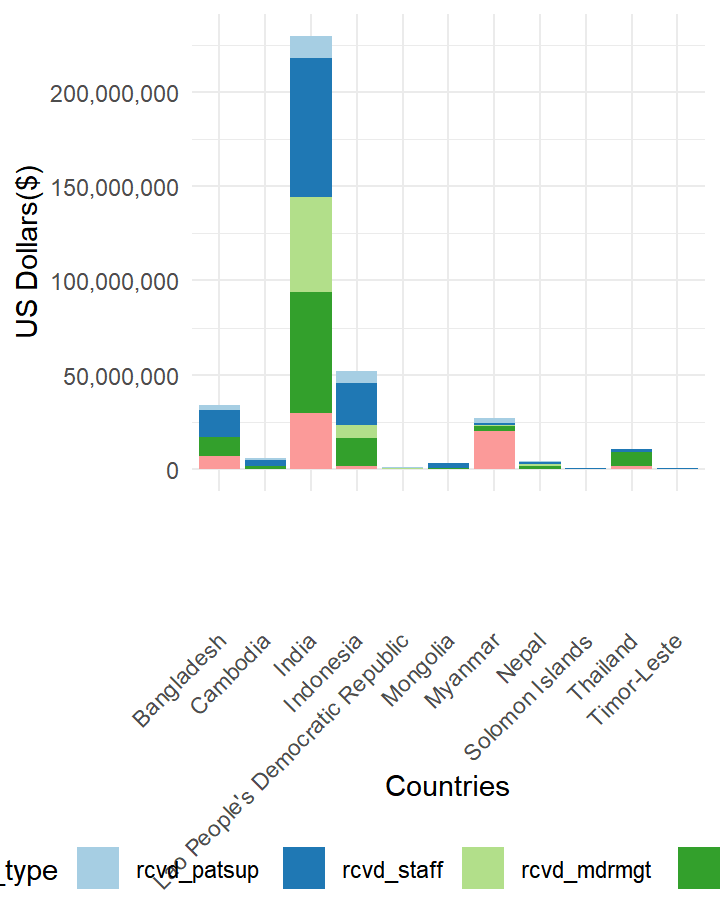 US Dollars($)
200,000,000
150,000,000
100,000,000
50,000,000
0
Bangladesh
Cambodia
India
Indonesia
Lao People's Democratic Republic
Mongolia
Myanmar
Nepal
Solomon Islands
Thailand
Timor-Leste
Countries
_type rcvd_patsup rcvd_staff rcvd_mdrmgt